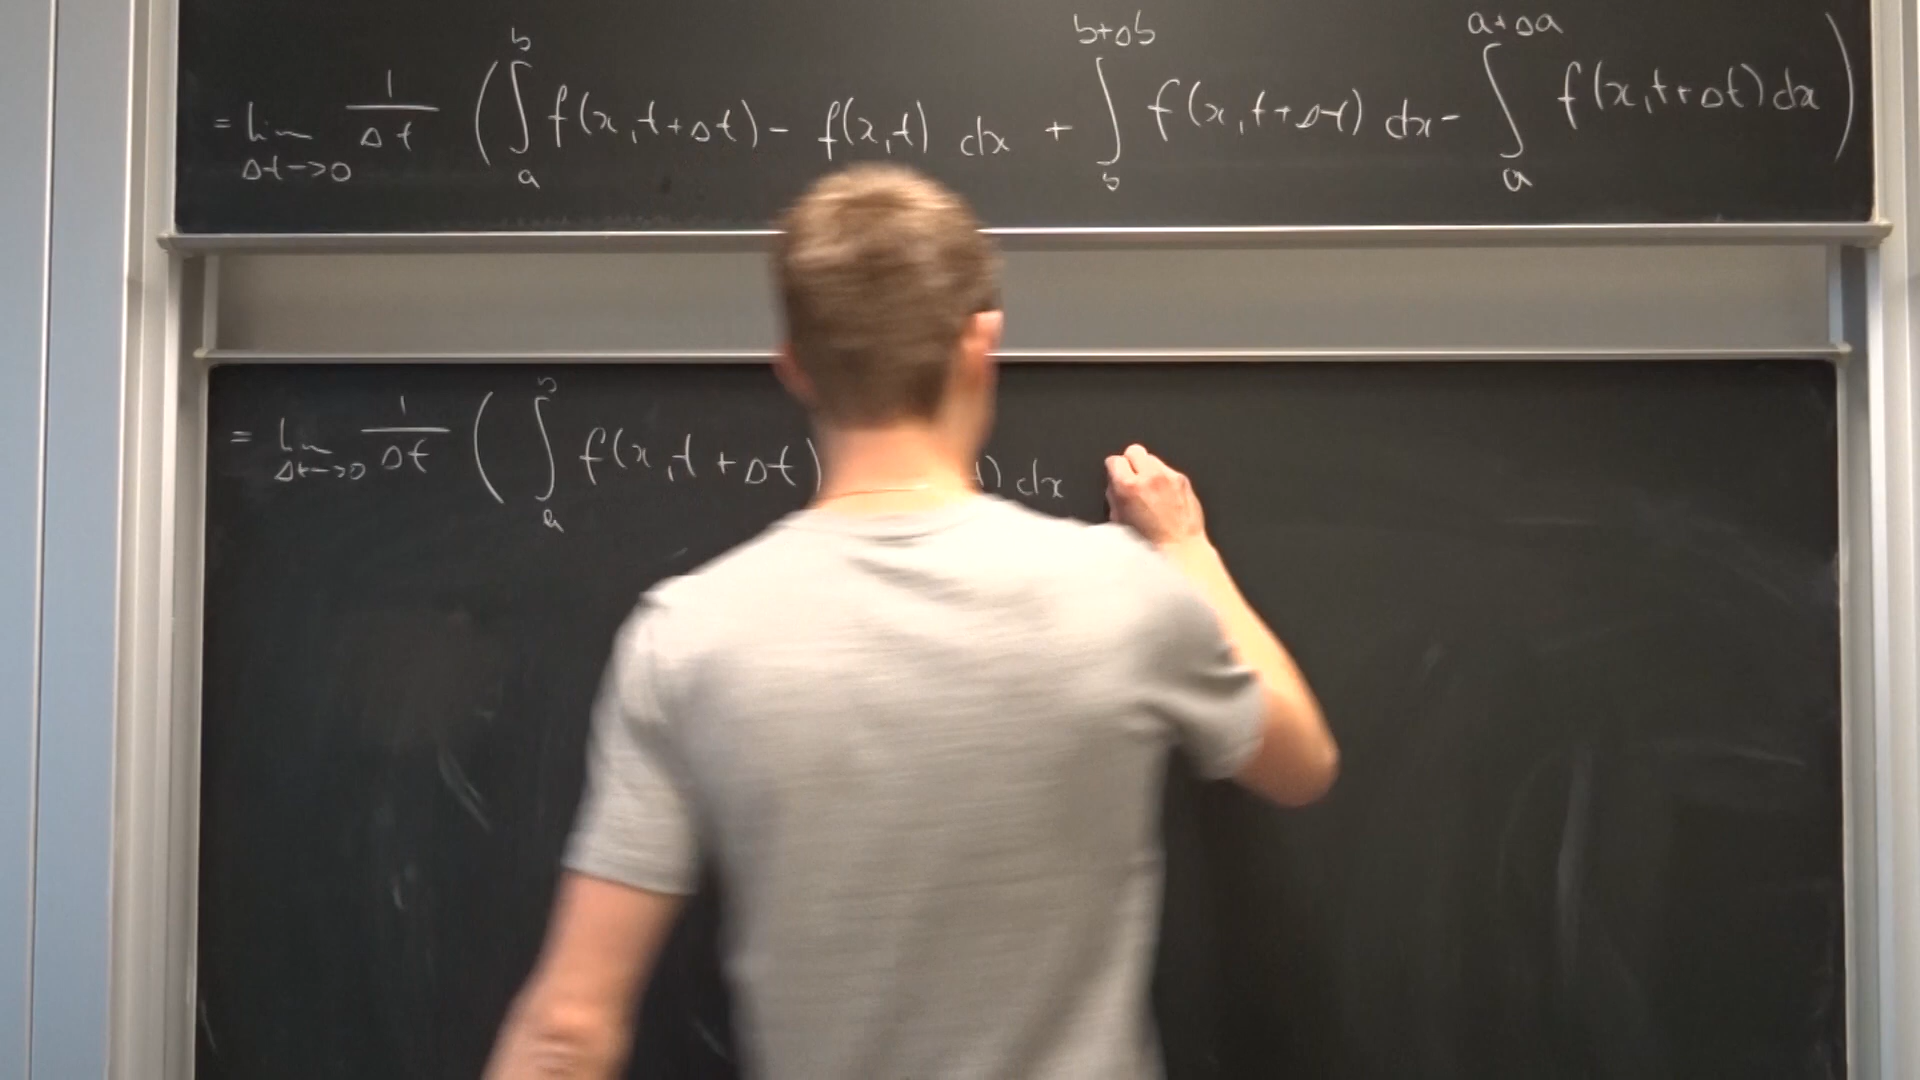 = lim Δt->0 1/Δt ( ∫_a^b f(x,t+Δt) - f(x,t) dx + ∫_b^{b+Δb} f(x,t+Δt) dx - ∫_a^{a+Δa} f(x,t+Δt) dx )
= lim Δt->0 1/Δt ( ∫_a^b f(x,t+Δt) t) dx